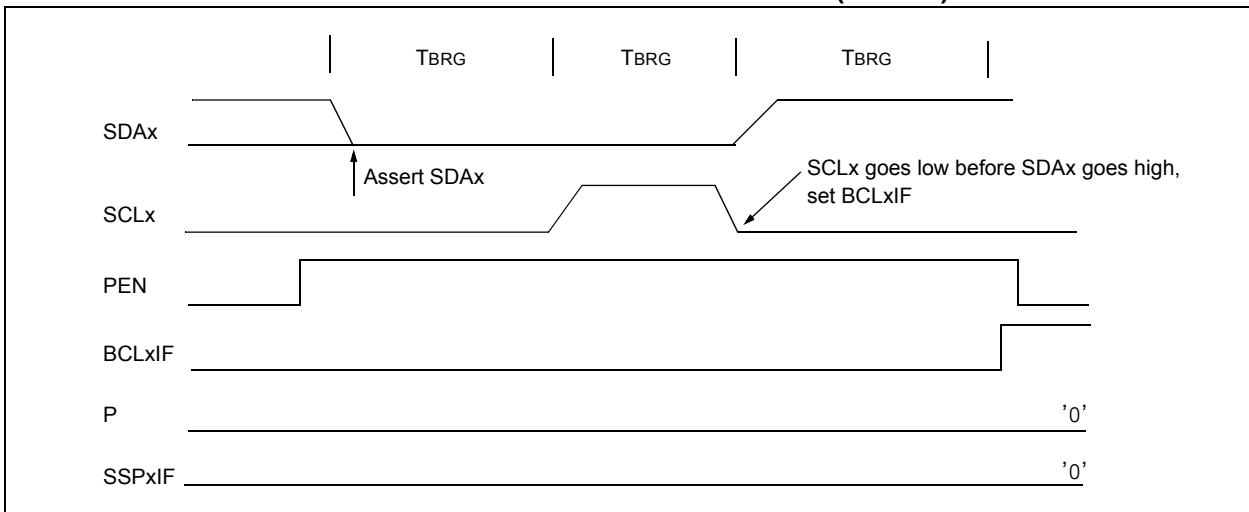 TBRG TBRG TBRG
SDAx
Assert SDAx
SCLx goes low before SDAx goes high,
set BCLxIF
SCLx
PEN
BCLxIF
P '0'
SSPxIF '0'